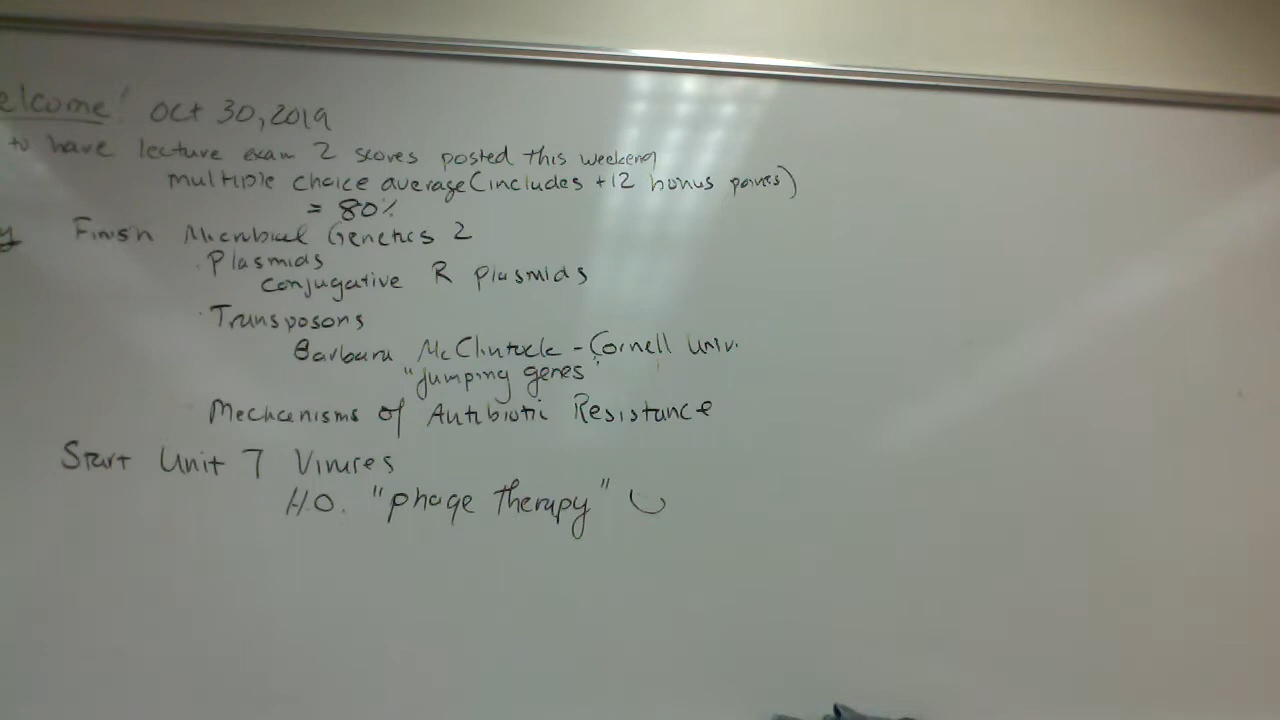 elcome! Oct 30, 2019
to have lecture exam 2 scores posted this weekend
multiple choice average (includes +12 bonus points)
= 80%
y Finish Microbial Genetics 2
· Plasmids
Conjugative R plasmids
· Transposons
Barbara McClintock - Cornell Univ.
"jumping genes"
Mechanisms of Antibiotic Resistance
Start Unit 7 Viruses
H.O. "phage therapy"